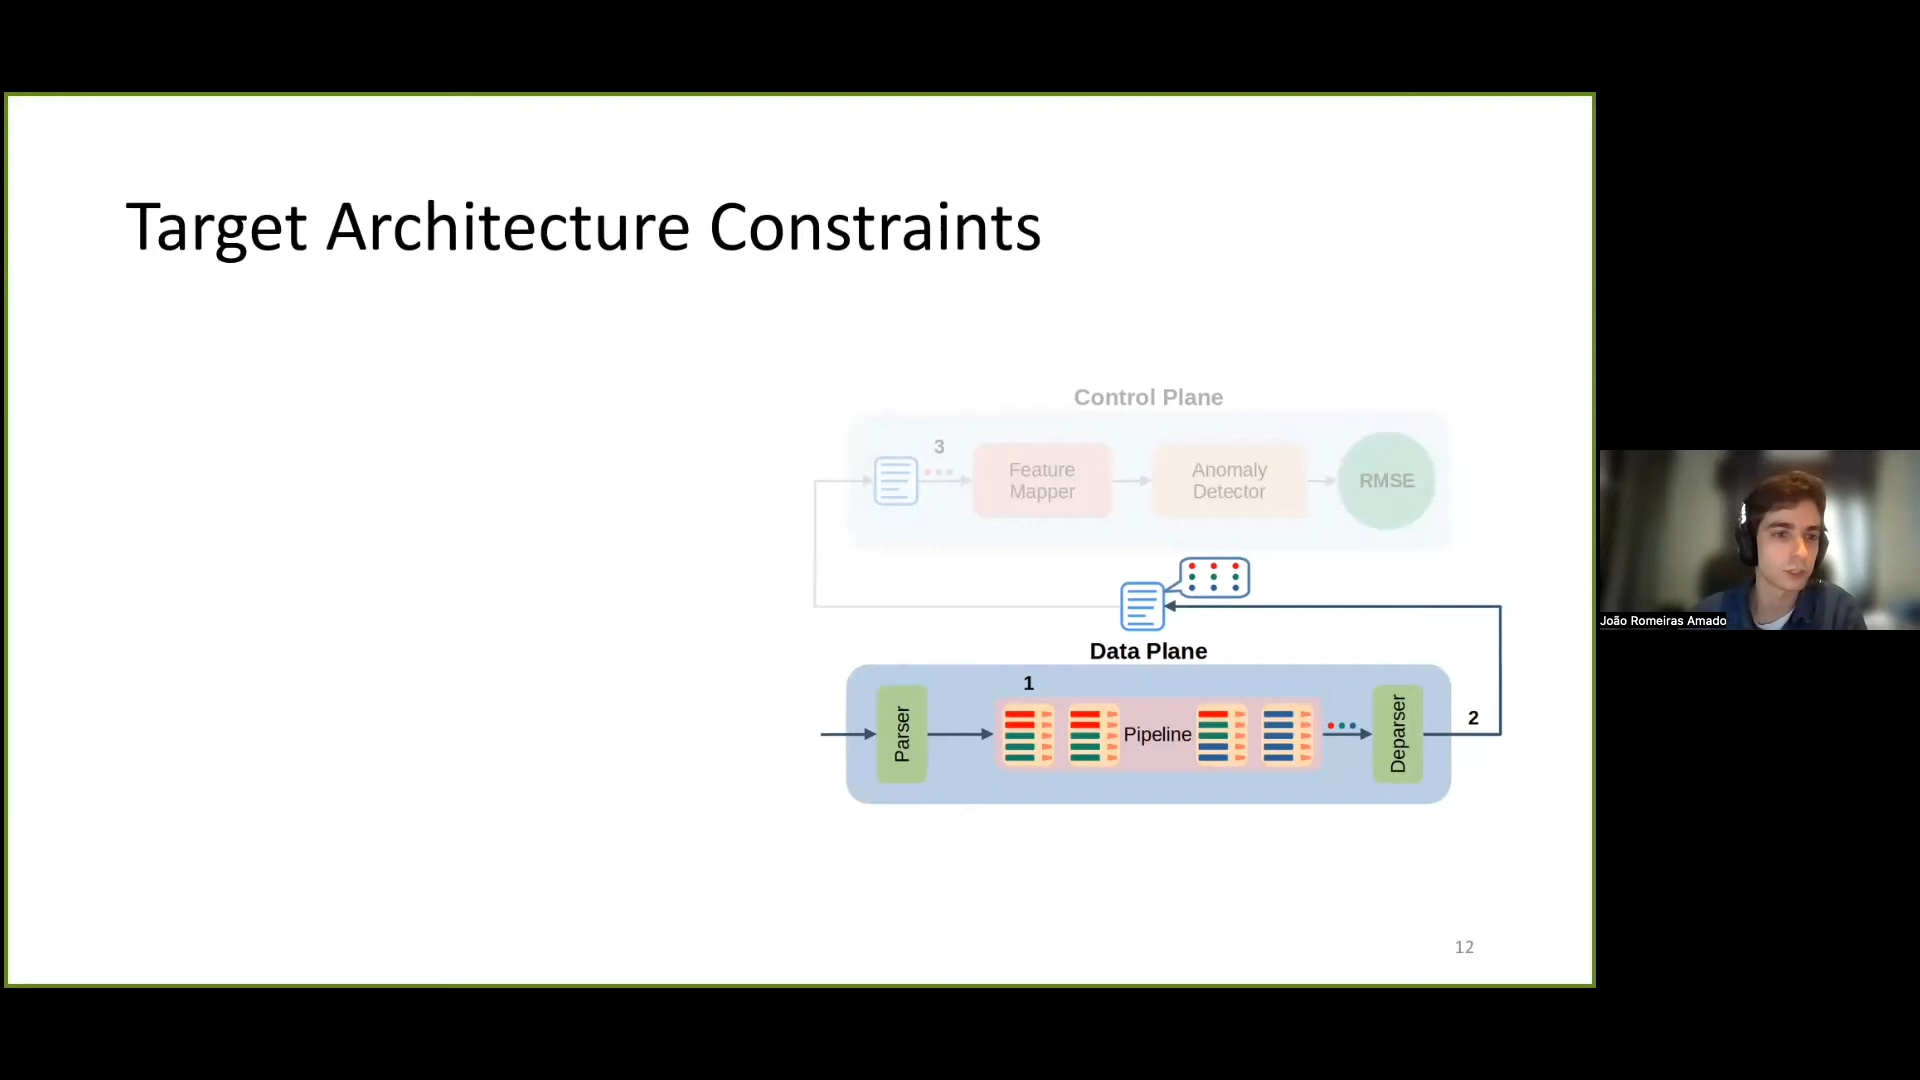 Target Architecture Constraints
Control Plane
3
Feature
Mapper
Anomaly
Detector
RMSE
Data Plane
1
Parser
Pipeline
Deparser
2
12
João Romeiras Amado